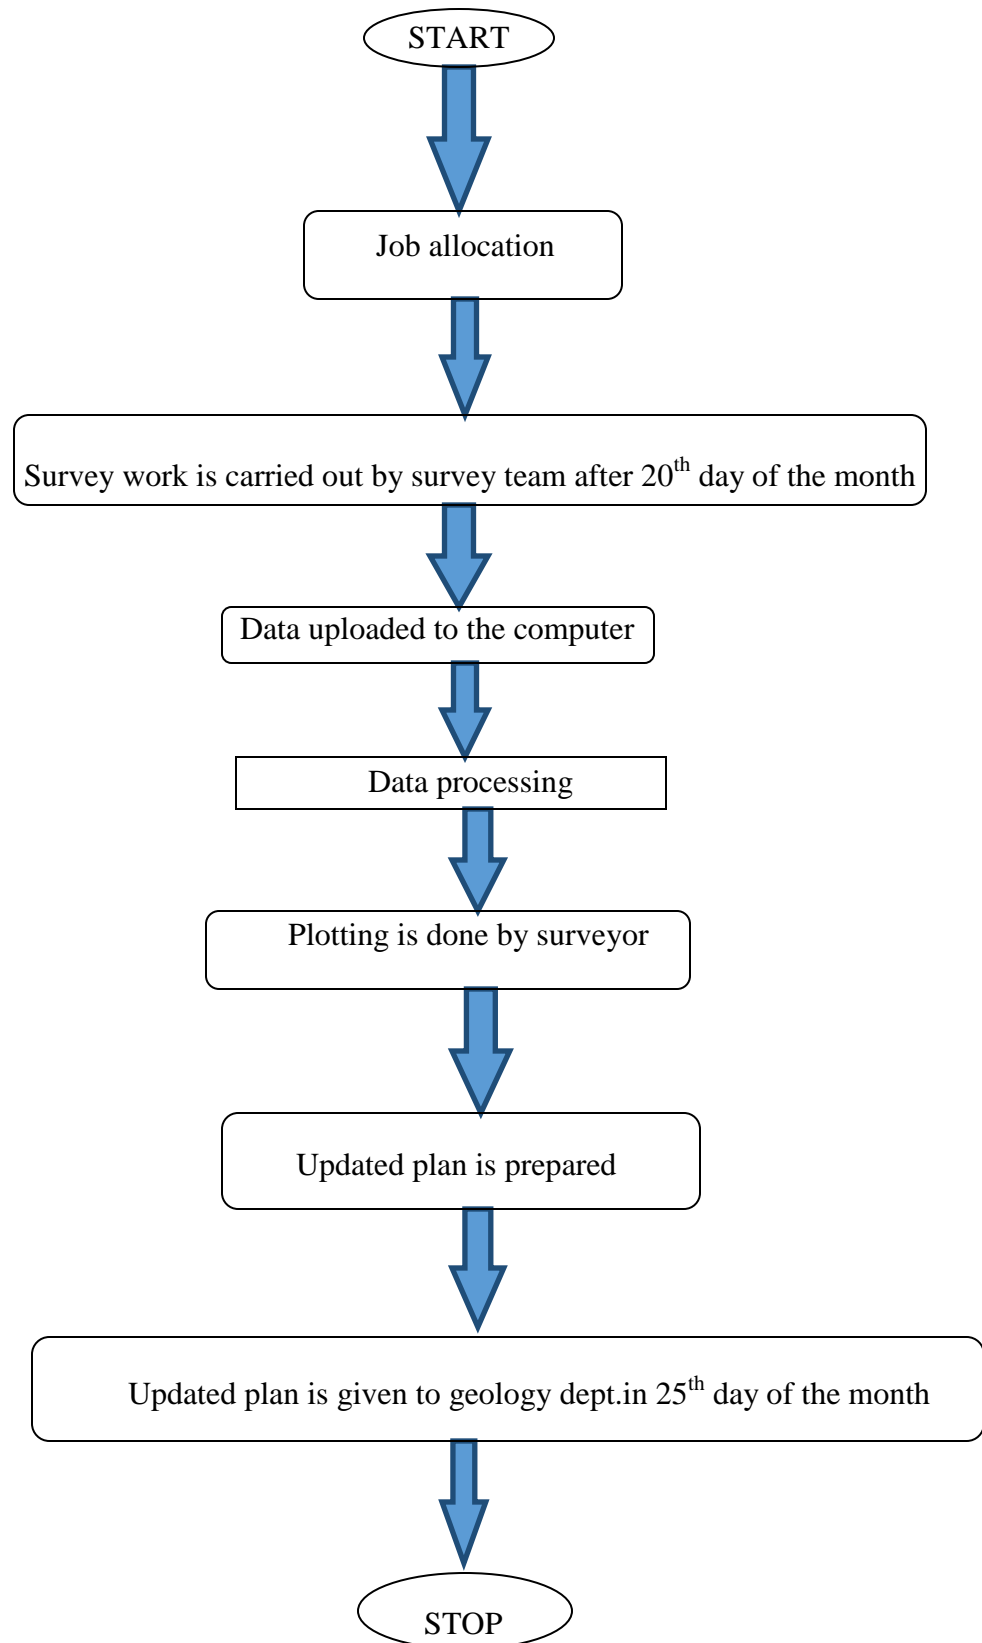 START
Job allocation
Survey work is carried out by survey team after 20th day of the month
Data uploaded to the computer
Data processing
Plotting is done by surveyor
Updated plan is prepared
Updated plan is given to geology dept.in 25th day of the month
STOP